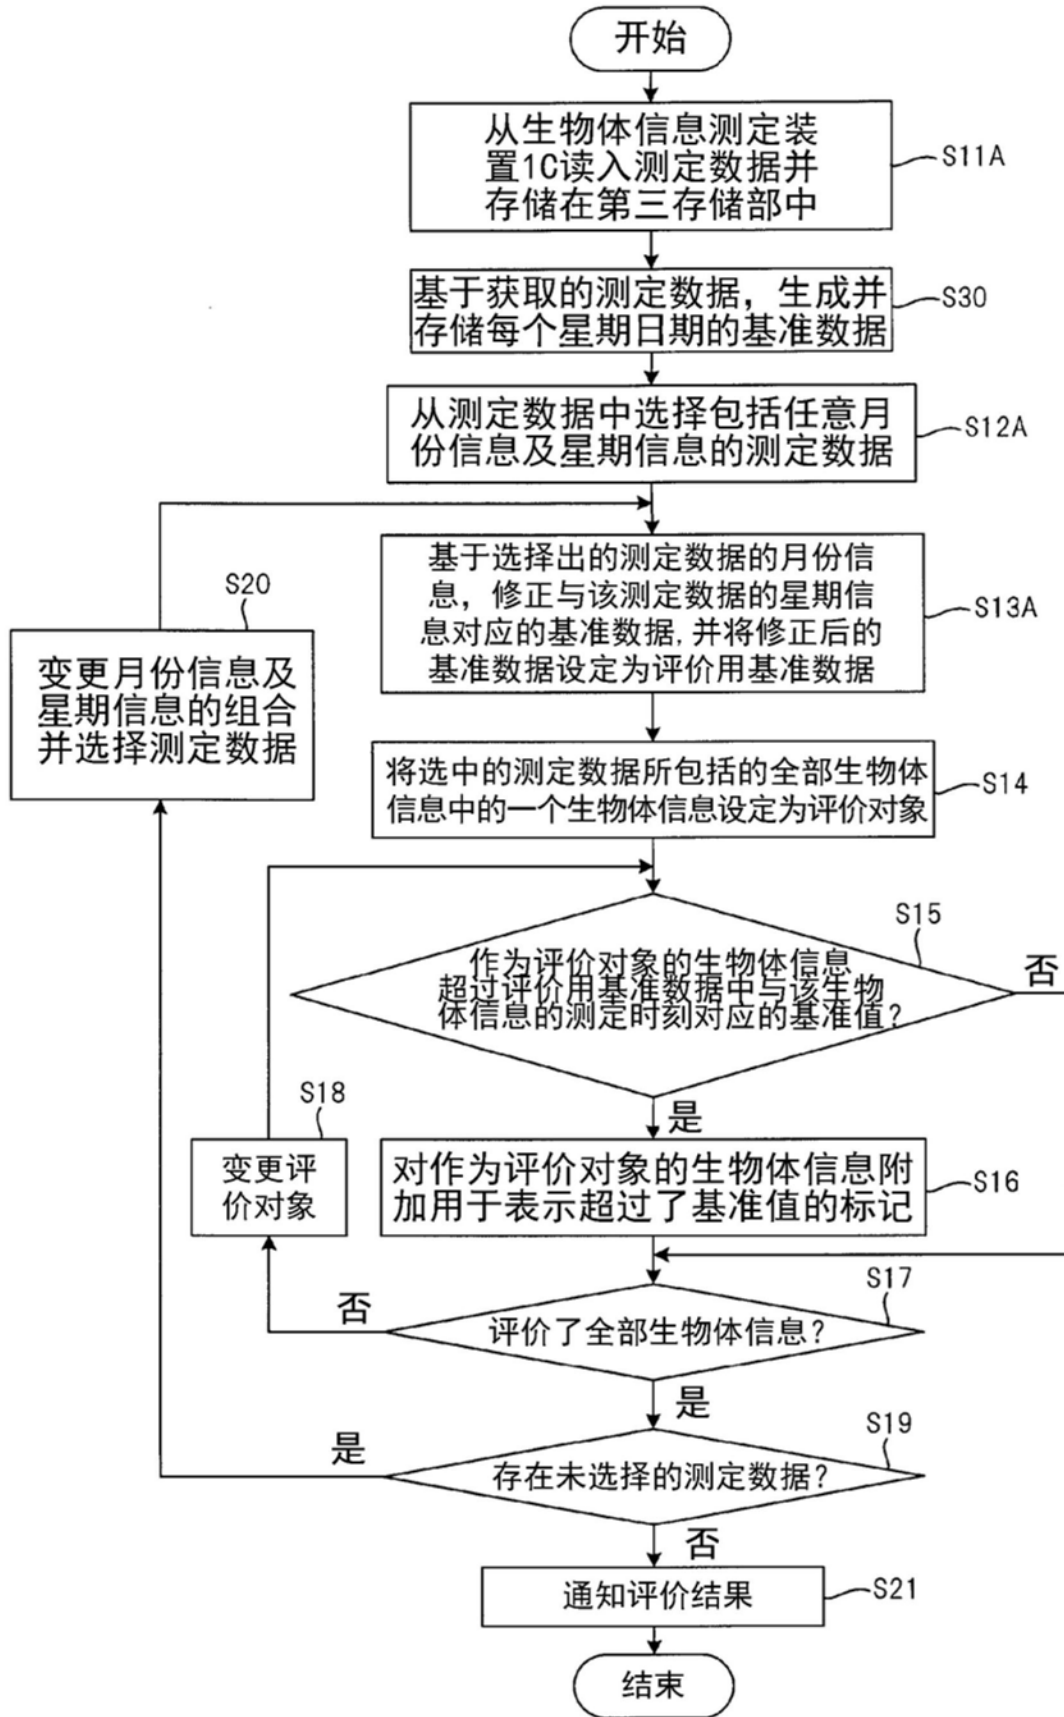 开始
从生物体信息测定装
置1C读入测定数据并
存储在第三存储部中
S11A
基于获取的测定数据，生成并
存储每个星期日期的基准数据
S30
从测定数据中选择包括任意月
份信息及星期信息的测定数据
S12A
基于选择出的测定数据的月份信
息，修正与该测定数据的星期信
息对应的基准数据,并将修正后的
基准数据设定为评价用基准数据
S13A
S20
变更月份信息及
星期信息的组合
并选择测定数据
将选中的测定数据所包括的全部生物体
信息中的一个生物体信息设定为评价对象
S14
S15
作为评价对象的生物体信息
超过评价用基准数据中与该生物
体信息的测定时刻对应的基准值？
否
是
S18
变更评
价对象
对作为评价对象的生物体信息附
加用于表示超过了基准值的标记
S16
S17
评价了全部生物体信息？
否
是
S19
存在未选择的测定数据？
是
否
通知评价结果
S21
结束